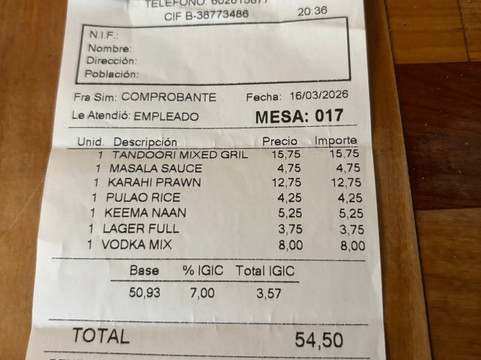 CIF B-38773486 20:36
N.I.F.:
Nombre:
Dirección:
Población:
Fra Sim: COMPROBANTE Fecha: 16/03/2026
Le Atendió: EMPLEADO MESA: 017
Unid. Descripción Precio Importe
1 TANDOORI MIXED GRIL 15,75 15,75
1 MASALA SAUCE 4,75 4,75
1 KARAHI PRAWN 12,75 12,75
1 PULAO RICE 4,25 4,25
1 KEEMA NAAN 5,25 5,25
1 LAGER FULL 3,75 3,75
1 VODKA MIX 8,00 8,00
Base % IGIC Total IGIC
50,93 7,00 3,57
TOTAL 54,50